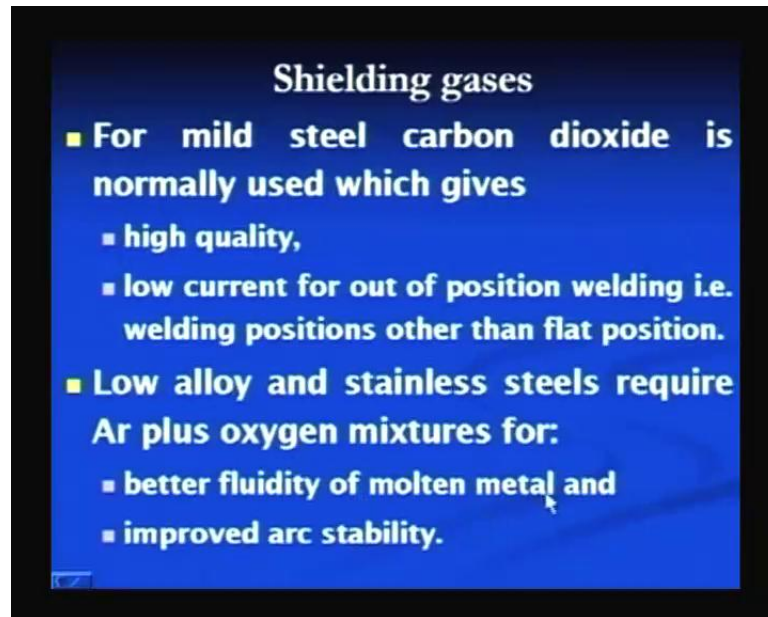 Shielding gases
For mild steel carbon dioxide is
normally used which gives
high quality,
low current for out of position welding i.e.
welding positions other than flat position.
Low alloy and stainless steels require
Ar plus oxygen mixtures for:
better fluidity of molten metal and
improved arc stability.